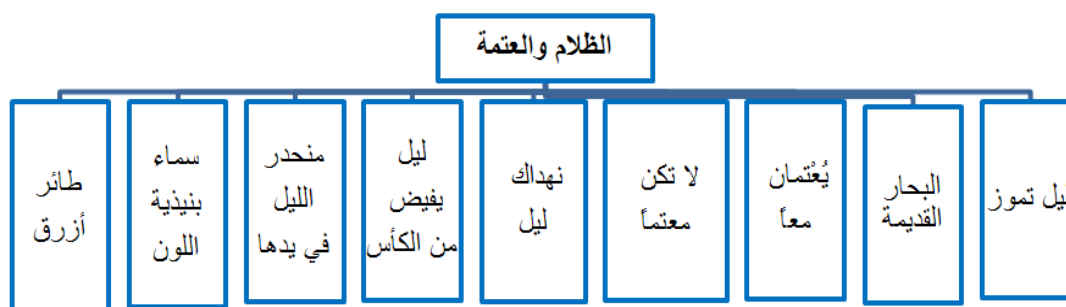 الظلام والعتمة
يل تموز
البحار
القديمة
يُعْتمان
معاً
لا تكن
معتماً
نهداك
ليل
ليل
يفيض
من الكأس
منحدر
الليل
في يدها
سماء
بنيذية
اللون
طائر
أزرق